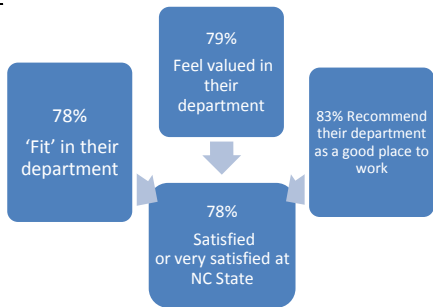 79%
Feel valued in
their
department
78%
‘Fit’ in their
department
83% Recommend
their department
as a good place to
work
78%
Satisfied
or very satisfied at
NC State